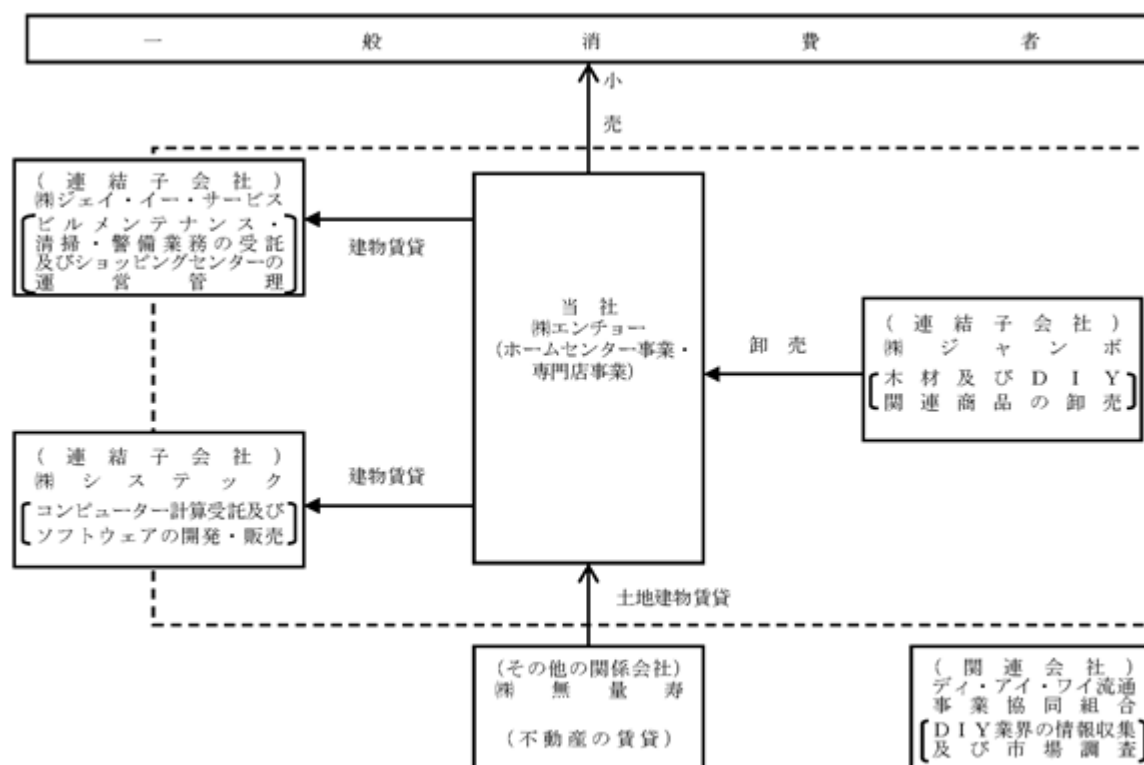 一般消費者
小売
(連結子会社)
㈱ジェイ・イー・サービス
ビルメンテナンス・
清掃・警備業務の受託
及びショッピングセンターの
運営管理
建物賃貸
当社
㈱エンチョー
(ホームセンター事業・
専門店事業)
卸売
(連結子会社)
㈱ジャンボ
木材及びDIY
関連商品の卸売
(連結子会社)
㈱システック
コンピューター計算受託及び
ソフトウェアの開発・販売
建物賃貸
土地建物賃貸
(その他の関係会社)
㈱無量寿
(不動産の賃貸)
(関連会社)
ディ・アイ・ワイ流通
事業協同組合
DIY業界の情報収集
及び市場調査